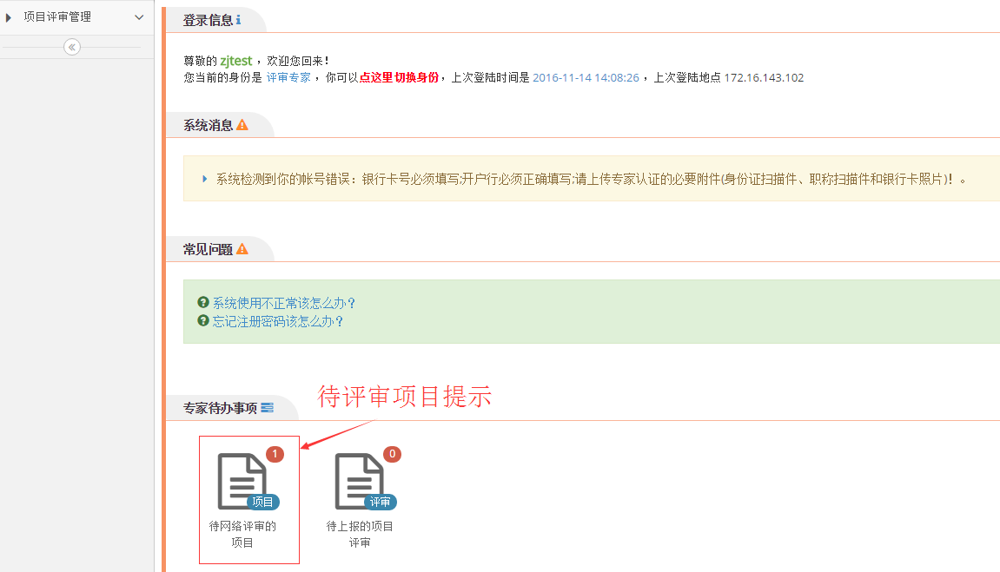 项目评审管理
登录信息
尊敬的 zjtest ，欢迎您回来！
您当前的身份是 评审专家 ，你可以点这里切换身份，上次登陆时间是 2016-11-14 14:08:26 ，上次登陆地点 172.16.143.102
系统消息
系统检测到你的帐号错误：银行卡号必须填写;开户行必须正确填写;请上传专家认证的必要附件(身份证扫描件、职称扫描件和银行卡照片)！。
常见问题
系统使用不正常该怎么办？
忘记注册密码该怎么办？
待评审项目提示
专家待办事项
1
项目
待网络评审的
项目
0
评审
待上报的项目
评审